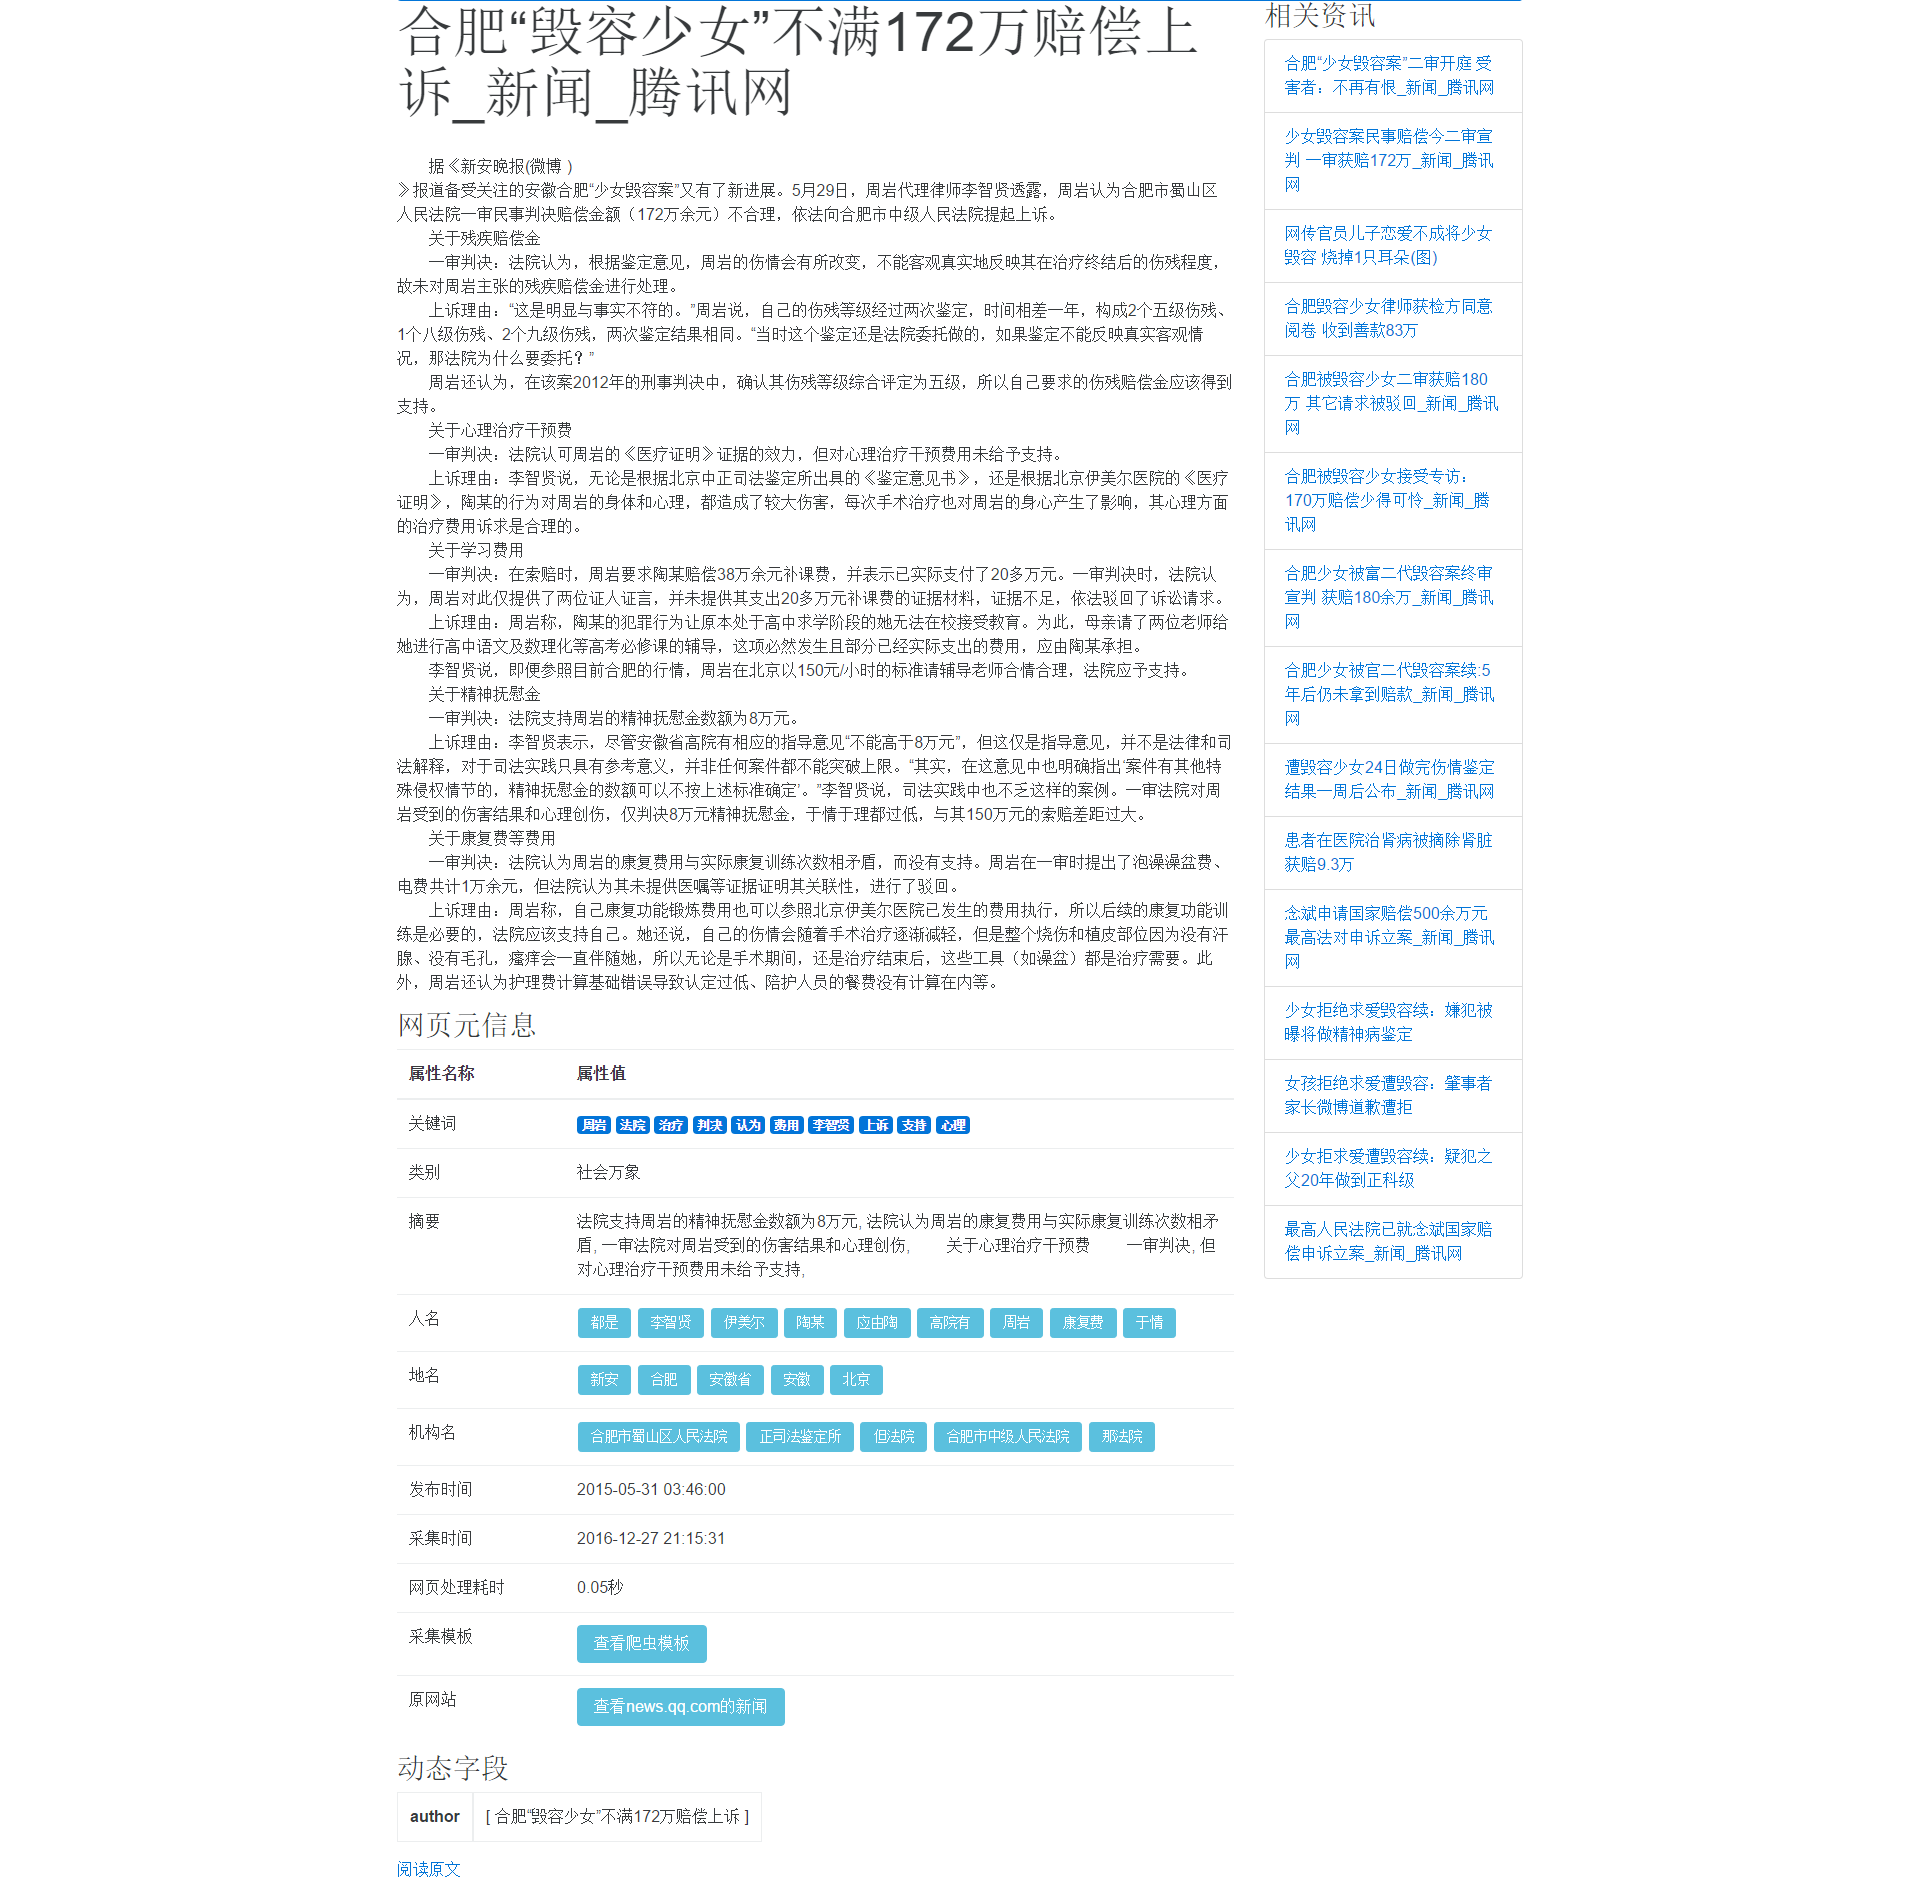 合肥“毁容少女”不满172万赔偿上
诉_新闻_腾讯网
据《新安晚报(微博 )
》报道备受关注的安徽合肥“少女毁容案”又有了新进展。5月29日，周岩代理律师李智贤透露，周岩认为合肥市蜀山区
人民法院一审民事判决赔偿金额（172万余元）不合理，依法向合肥市中级人民法院提起上诉。
关于残疾赔偿金
一审判决：法院认为，根据鉴定意见，周岩的伤情会有所改变，不能客观真实地反映其在治疗终结后的伤残程度，
故未对周岩主张的残疾赔偿金进行处理。
上诉理由：“这是明显与事实不符的。”周岩说，自己的伤残等级经过两次鉴定，时间相差一年，构成2个五级伤残、
1个八级伤残、2个九级伤残，两次鉴定结果相同。“当时这个鉴定还是法院委托做的，如果鉴定不能反映真实客观情
况，那法院为什么要委托？”
周岩还认为，在该案2012年的刑事判决中，确认其伤残等级综合评定为五级，所以自己要求的伤残赔偿金应该得到
支持。
关于心理治疗干预费
一审判决：法院认可周岩的《医疗证明》证据的效力，但对心理治疗干预费用未给予支持。
上诉理由：李智贤说，无论是根据北京中正司法鉴定所出具的《鉴定意见书》，还是根据北京伊美尔医院的《医疗
证明》，陶某的行为对周岩的身体和心理，都造成了较大伤害，每次手术治疗也对周岩的身心产生了影响，其心理方面
的治疗费用诉求是合理的。
关于学习费用
一审判决：在索赔时，周岩要求陶某赔偿38万余元补课费，并表示已实际支付了20多万元。一审判决时，法院认
为，周岩对此仅提供了两位证人证言，并未提供其支出20多万元补课费的证据材料，证据不足，依法驳回了诉讼请求。
上诉理由：周岩称，陶某的犯罪行为让原本处于高中求学阶段的她无法在校接受教育。为此，母亲请了两位老师给
她进行高中语文及数理化等高考必修课的辅导，这项必然发生且部分已经实际支出的费用，应由陶某承担。
李智贤说，即便参照目前合肥的行情，周岩在北京以150元/小时的标准请辅导老师合情合理，法院应予支持。
关于精神抚慰金
一审判决：法院支持周岩的精神抚慰金数额为8万元。
上诉理由：李智贤表示，尽管安徽省高院有相应的指导意见“不能高于8万元”，但这仅是指导意见，并不是法律和司
法解释，对于司法实践只具有参考意义，并非任何案件都不能突破上限。“其实，在这意见中也明确指出‘案件有其他特
殊侵权情节的，精神抚慰金的数额可以不按上述标准确定’。”李智贤说，司法实践中也不乏这样的案例。一审法院对周
岩受到的伤害结果和心理创伤，仅判决8万元精神抚慰金，于情于理都过低，与其150万元的索赔差距过大。
关于康复费等费用
一审判决：法院认为周岩的康复费用与实际康复训练次数相矛盾，而没有支持。周岩在一审时提出了泡澡澡盆费、
电费共计1万余元，但法院认为其未提供医嘱等证据证明其关联性，进行了驳回。
上诉理由：周岩称，自己康复功能锻炼费用也可以参照北京伊美尔医院已发生的费用执行，所以后续的康复功能训
练是必要的，法院应该支持自己。她还说，自己的伤情会随着手术治疗逐渐减轻，但是整个烧伤和植皮部位因为没有汗
腺、没有毛孔，瘙痒会一直伴随她，所以无论是手术期间，还是治疗结束后，这些工具（如澡盆）都是治疗需要。此
外，周岩还认为护理费计算基础错误导致认定过低、陪护人员的餐费没有计算在内等。
网页元信息
属性名称 属性值
关键词 周岩 法院 治疗 判决 认为 费用 李智贤 上诉 支持 心理
类别 社会万象
摘要 法院支持周岩的精神抚慰金数额为8万元, 法院认为周岩的康复费用与实际康复训练次数相矛
盾, 一审法院对周岩受到的伤害结果和心理创伤, 关于心理治疗干预费 一审判决, 但
对心理治疗干预费用未给予支持,
人名 都是 李智贤 伊美尔 陶某 应由陶 高院有 周岩 康复费 于情
地名 新安 合肥 安徽省 安徽 北京
机构名 合肥市蜀山区人民法院 正司法鉴定所 但法院 合肥市中级人民法院 那法院
发布时间 2015-05-31 03:46:00
采集时间 2016-12-27 21:15:31
网页处理耗时 0.05秒
采集模板 查看爬虫模板
原网站 查看news.qq.com的新闻
动态字段
author [ 合肥“毁容少女”不满172万赔偿上诉 ]
阅读原文
相关资讯
合肥“少女毁容案”二审开庭 受
害者：不再有恨_新闻_腾讯网
少女毁容案民事赔偿今二审宣
判 一审获赔172万_新闻_腾讯
网
网传官员儿子恋爱不成将少女
毁容 烧掉1只耳朵(图)
合肥毁容少女律师获检方同意
阅卷 收到善款83万
合肥被毁容少女二审获赔180
万 其它请求被驳回_新闻_腾讯
网
合肥被毁容少女接受专访：
170万赔偿少得可怜_新闻_腾
讯网
合肥少女被富二代毁容案终审
宣判 获赔180余万_新闻_腾讯
网
合肥少女被官二代毁容案续:5
年后仍未拿到赔款_新闻_腾讯
网
遭毁容少女24日做完伤情鉴定
结果一周后公布_新闻_腾讯网
患者在医院治肾病被摘除肾脏
获赔9.3万
念斌申请国家赔偿500余万元
最高法对申诉立案_新闻_腾讯
网
少女拒绝求爱毁容续：嫌犯被
曝将做精神病鉴定
女孩拒绝求爱遭毁容：肇事者
家长微博道歉遭拒
少女拒求爱遭毁容续：疑犯之
父20年做到正科级
最高人民法院已就念斌国家赔
偿申诉立案_新闻_腾讯网